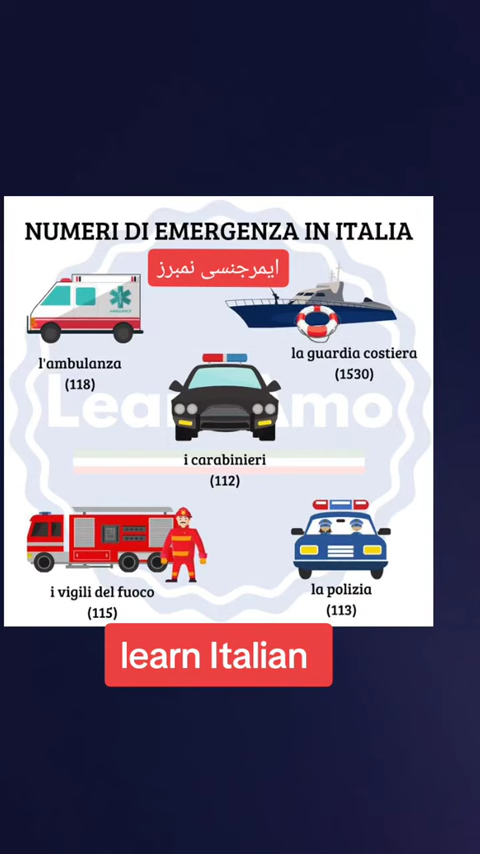 NUMERI DI EMERGENZA IN ITALIA
ایمرجنسی نمبرز
l'ambulanza
(118)
la guardia costiera
(1530)
i carabinieri
(112)
i vigili del fuoco
(115)
la polizia
(113)
learn Italian